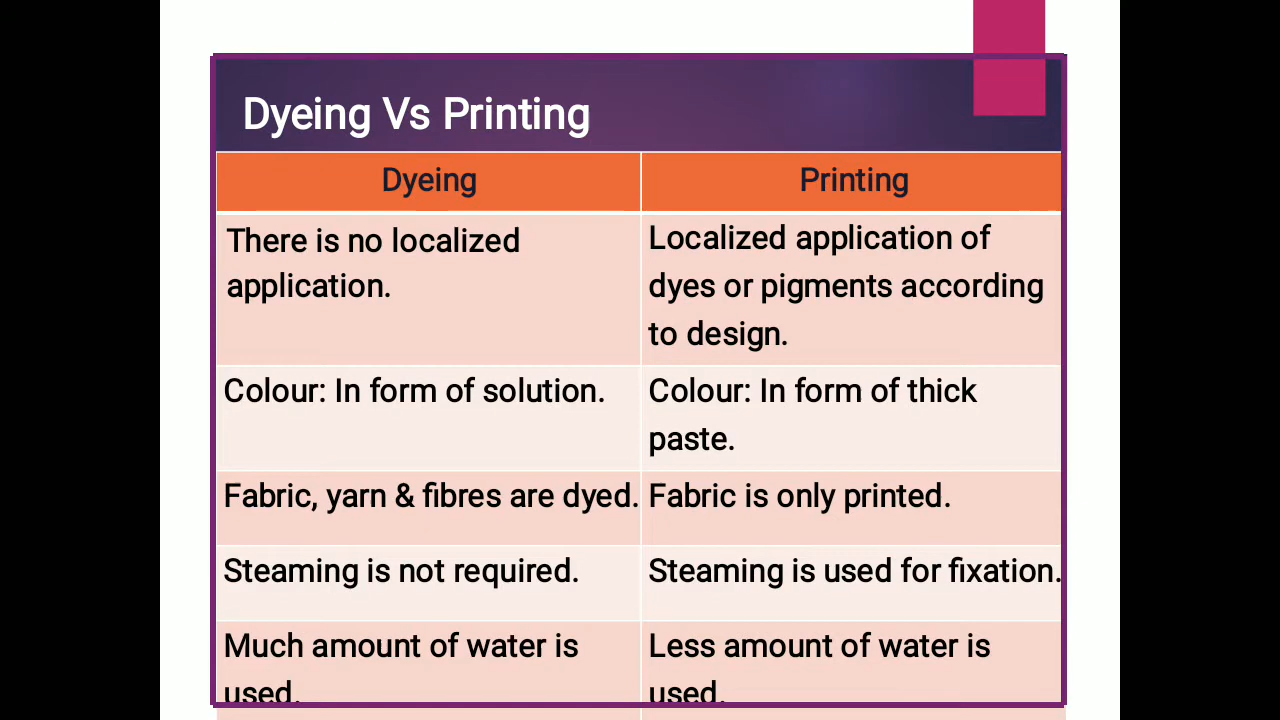 Dyeing Vs Printing
Dyeing
Printing
There is no localized
application.
Localized application of
dyes or pigments according
to design.
Colour: In form of solution.
Colour: In form of thick
paste.
Fabric, yarn & fibres are dyed.
Fabric is only printed.
Steaming is not required.
Steaming is used for fixation.
Much amount of water is
used.
Less amount of water is
used.